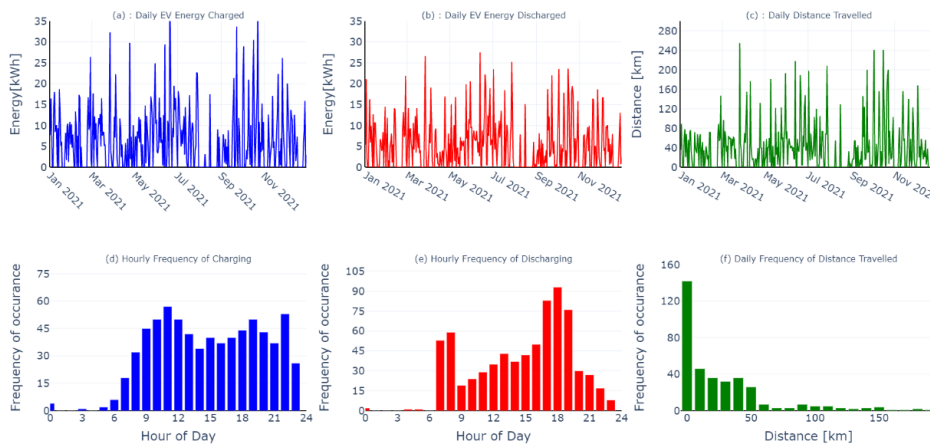 (a) : Daily EV Energy Charged
(b) : Daily EV Energy Discharged
(c) : Daily Distance Travelled
Energy[kWh]
35
30
25
20
15
10
5
0
Jan 2021
Mar 2021
May 2021
Jul 2021
Sep 2021
Nov 2021
Energy[kWh]
35
30
25
20
15
10
5
0
Jan 2021
Mar 2021
May 2021
Jul 2021
Sep 2021
Nov 2021
Distance [km]
280
240
200
160
120
80
40
0
Jan 2021
Mar 2021
May 2021
Jul 2021
Sep 2021
Nov 2021
(d) Hourly Frequency of Charging
(e) Hourly Frequency of Discharging
(f) Daily Frequency of Distance Travelled
Frequency of occurance
75
60
45
30
15
0
0 3 6 9 12 15 18 21 24
Hour of Day
Frequency of occurance
105
90
75
60
45
30
15
0
0 3 6 9 12 15 18 21 24
Hour of Day
Frequency of occurance
160
120
80
40
0
0 50 100 150
Distance [km]